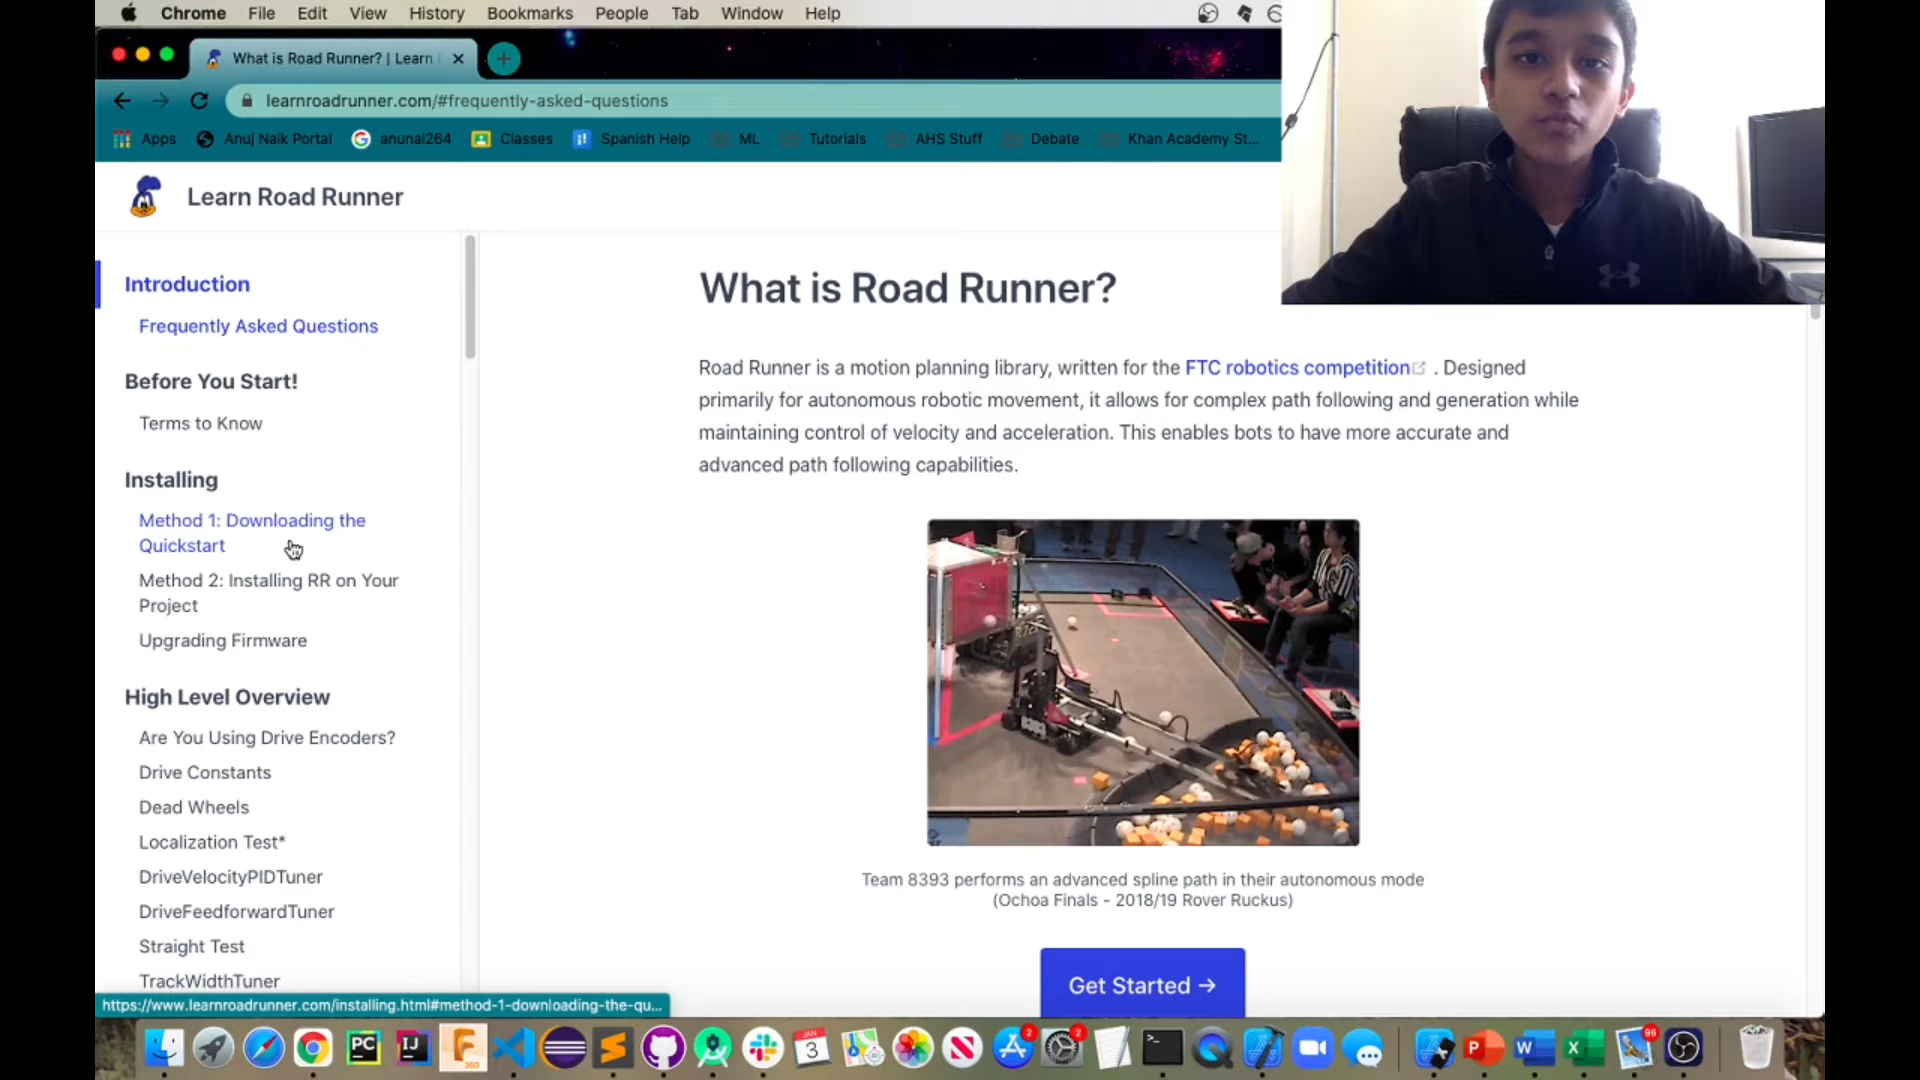 Chrome File Edit View History Bookmarks People Tab Window Help
What is Road Runner? | Learn
learnroadrunner.com/#frequently-asked-questions
Apps Anuj Naik Portal anunai264 Classes Spanish Help ML Tutorials AHS Stuff Debate Khan Academy St...
Learn Road Runner
Introduction
Frequently Asked Questions
Before You Start!
Terms to Know
Installing
Method 1: Downloading the
Quickstart
Method 2: Installing RR on Your
Project
Upgrading Firmware
High Level Overview
Are You Using Drive Encoders?
Drive Constants
Dead Wheels
Localization Test*
DriveVelocityPIDTuner
DriveFeedforwardTuner
Straight Test
TrackWidthTuner
https://www.learnroadrunner.com/installing.html#method-1-downloading-the-qu...
What is Road Runner?
Road Runner is a motion planning library, written for the FTC robotics competition . Designed
primarily for autonomous robotic movement, it allows for complex path following and generation while
maintaining control of velocity and acceleration. This enables bots to have more accurate and
advanced path following capabilities.
Team 8393 performs an advanced spline path in their autonomous mode
(Ochoa Finals - 2018/19 Rover Ruckus)
Get Started →
PC IJ F 360 JAN 3 2 2 P W X 96